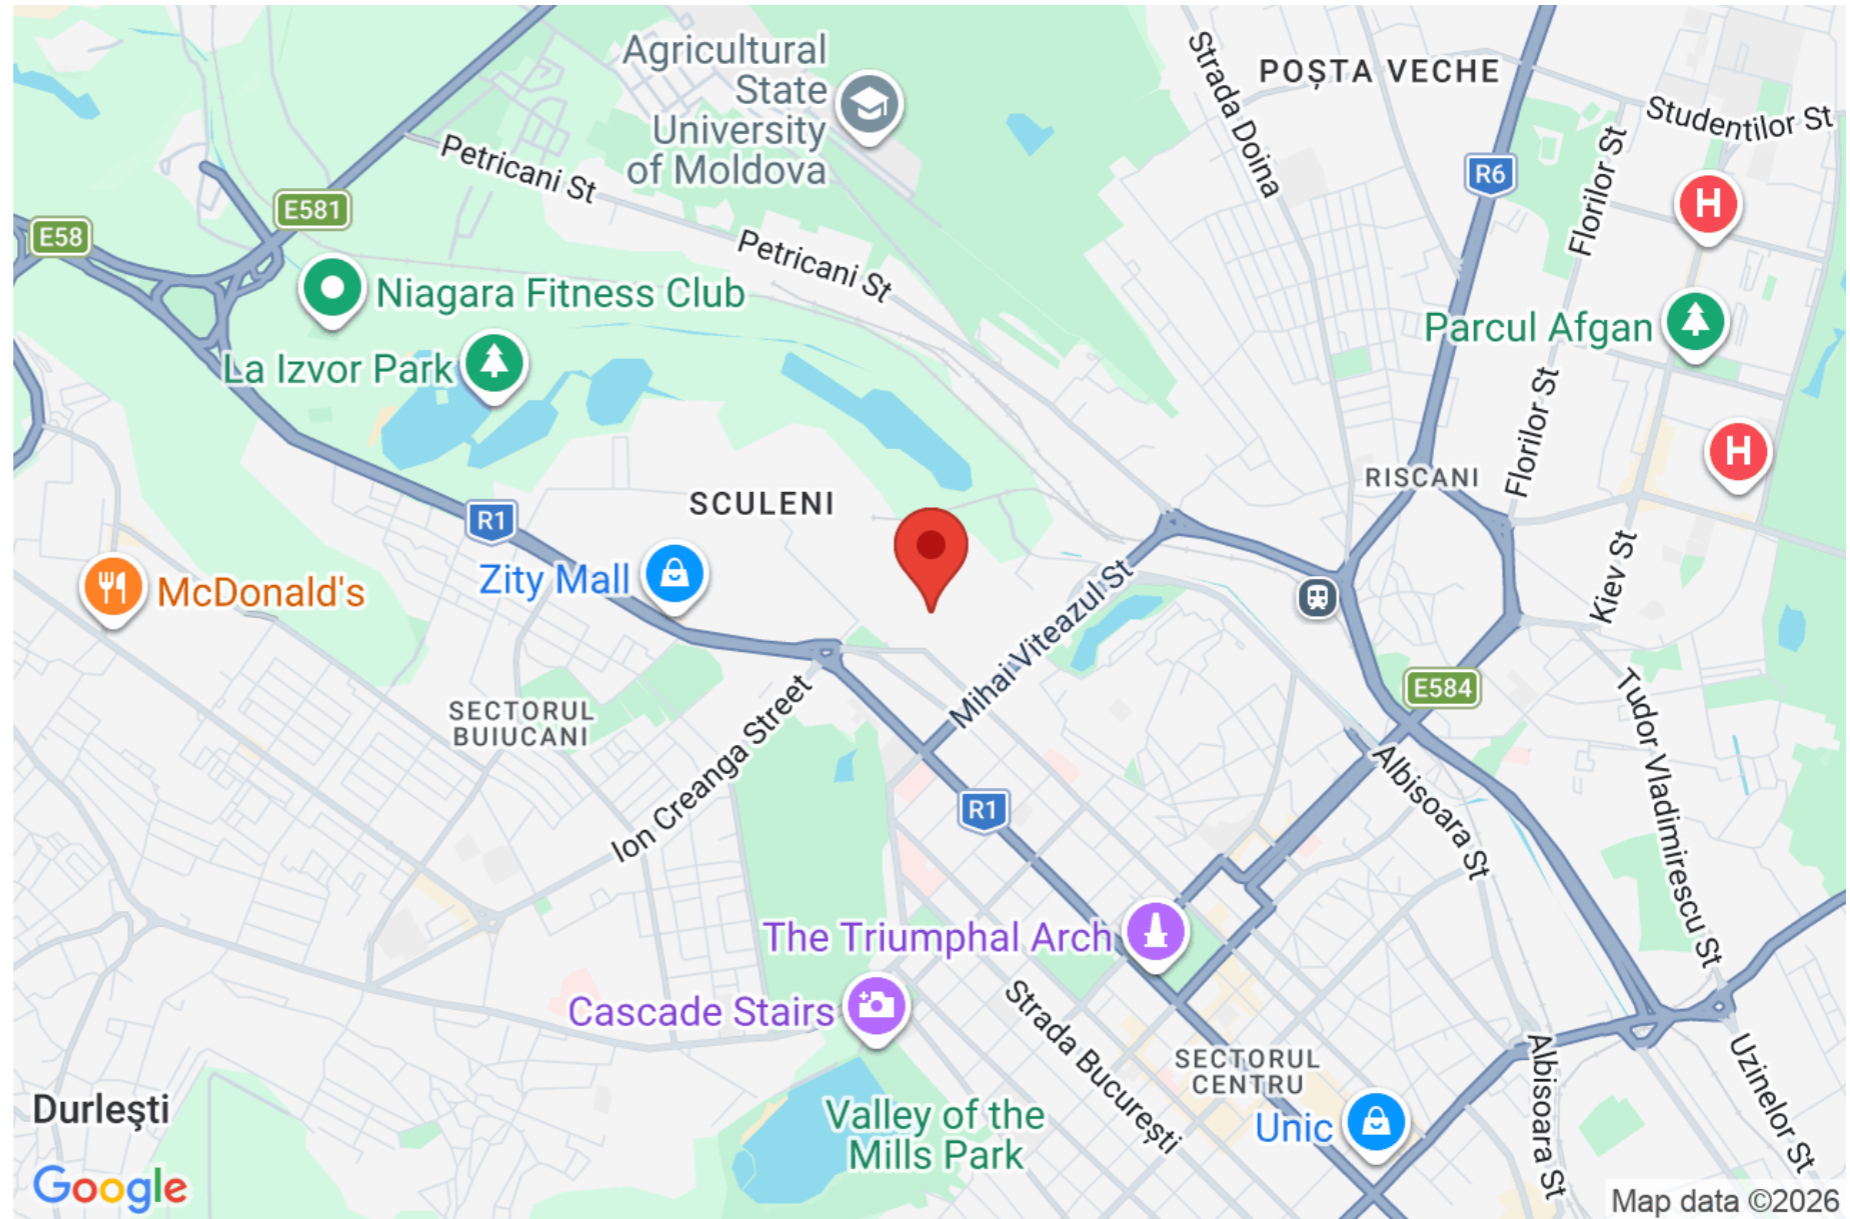 Agricultural
State
University
of Moldova
POȘTA VECHE
Strada Doina
Studentilor St
Petricani St
R6
Florilor St
H
E581
E58
Petricani St
Niagara Fitness Club
Parcul Afgan
La Izvor Park
Florilor St
H
RISCANI
SCULENI
R1
Zity Mall
McDonald's
Kiev St
Mihai Viteazul St
E584
SECTORUL
BUIUCANI
Ion Creanga Street
Tudor Vladimirescu St
Albisoara St
R1
The Triumphal Arch
Cascade Stairs
Strada București
SECTORUL
CENTRU
Albisoara St
Uzinelor St
Durleşti
Valley of the
Mills Park
Unic
Google
Map data ©2026